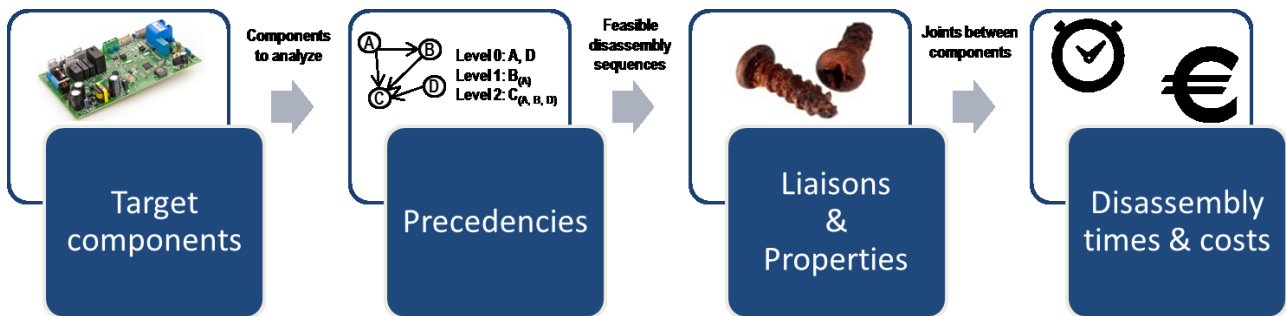 Components
to analyze
Feasible
disassembly
sequences
Joints between
components
A
B
C
D
Level 0: A, D
Level 1: B(A)
Level 2: C(A, B, D)
€
Target
components
Precedencies
Liaisons
&
Properties
Disassembly
times & costs